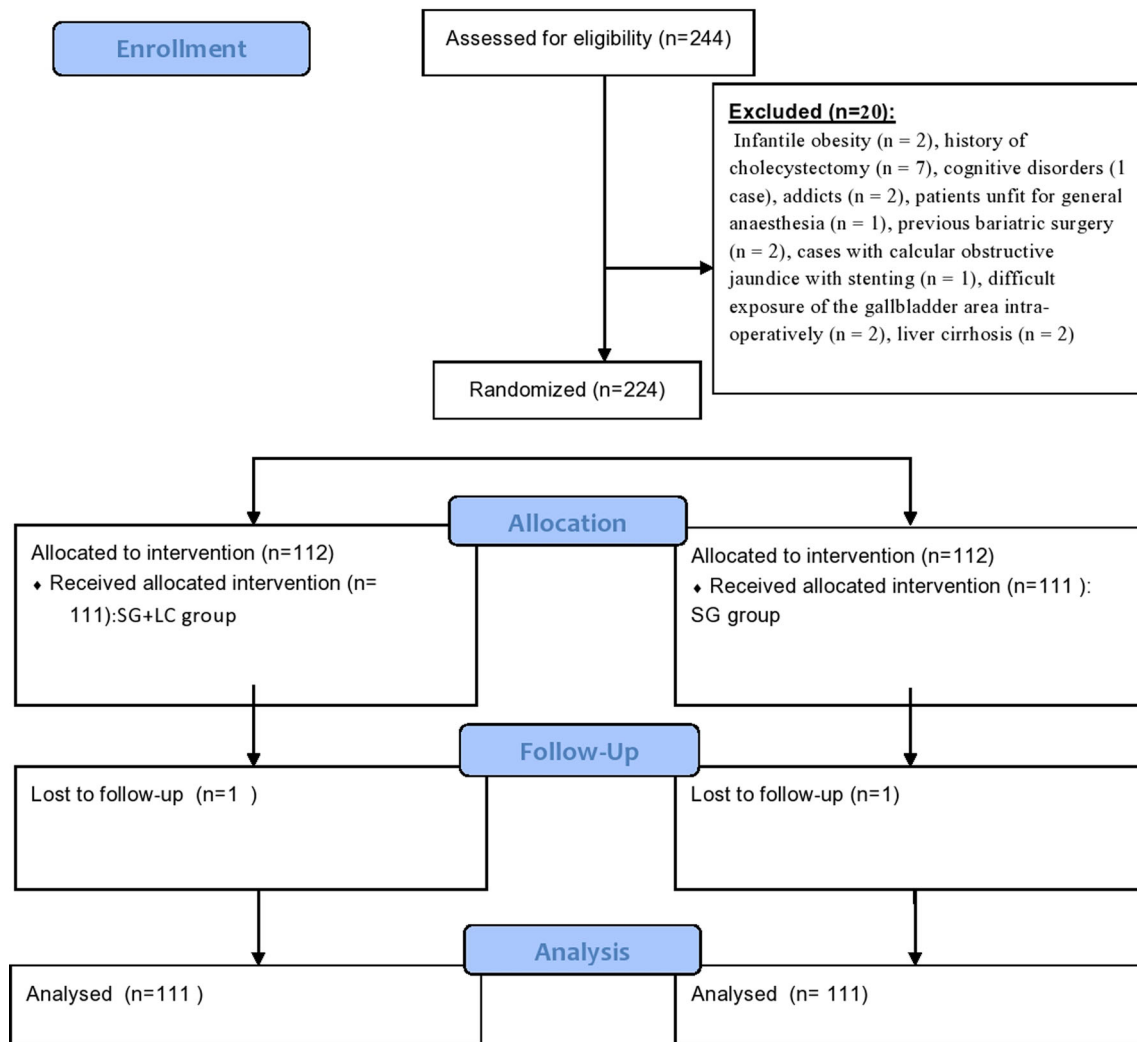 Enrollment
Assessed for eligibility (n=244)
Excluded (n=20):
Infantile obesity (n = 2), history of
cholecystectomy (n = 7), cognitive disorders (1
case), addicts (n = 2), patients unfit for general
anaesthesia (n = 1), previous bariatric surgery
(n = 2), cases with calcular obstructive
jaundice with stenting (n = 1), difficult
exposure of the gallbladder area intra-
operatively (n = 2), liver cirrhosis (n = 2)
Randomized (n=224)
Allocation
Allocated to intervention (n=112)
♦ Received allocated intervention (n=
111):SG+LC group
Allocated to intervention (n=112)
♦ Received allocated intervention (n=111 ):
SG group
Follow-Up
Lost to follow-up (n=1 )
Lost to follow-up (n=1)
Analysis
Analysed (n=111 )
Analysed (n= 111)